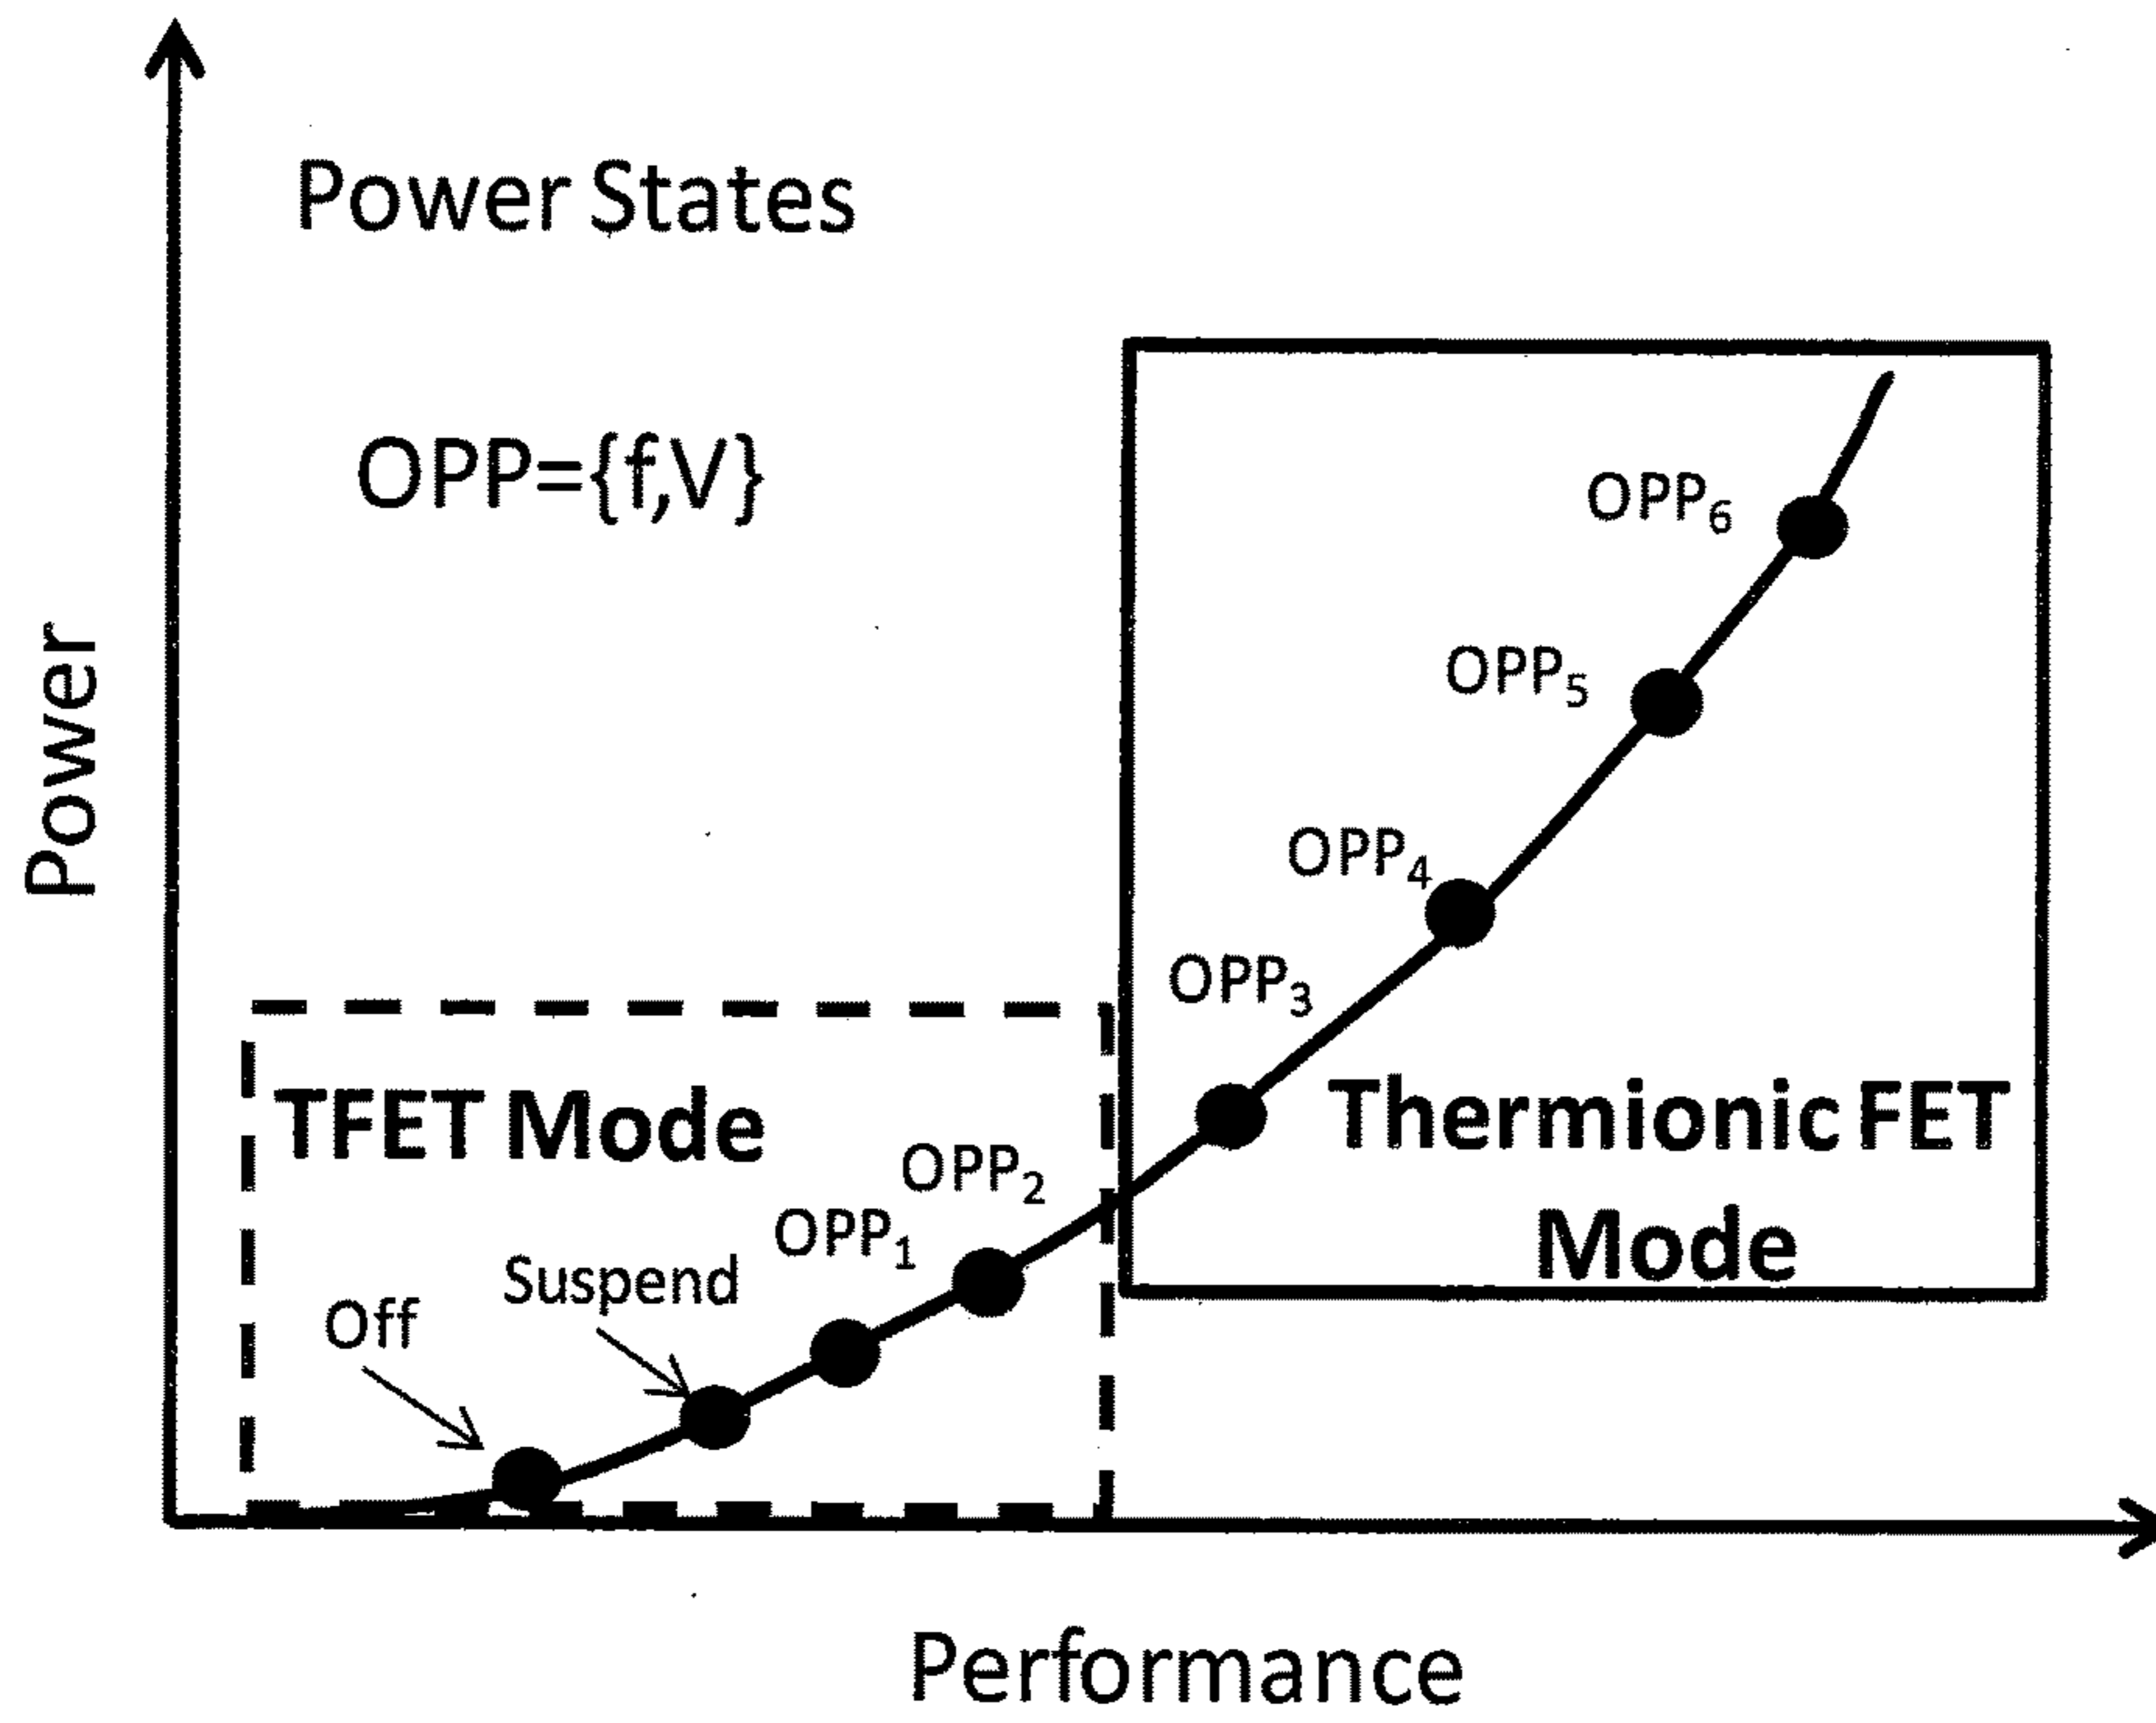 Power States
OPP={f,V}
Power
OPP₆
OPP₅
OPP₄
OPP₃
Thermionic FET
Mode
TFET Mode
OPP₂
OPP₁
Suspend
Off
Performance